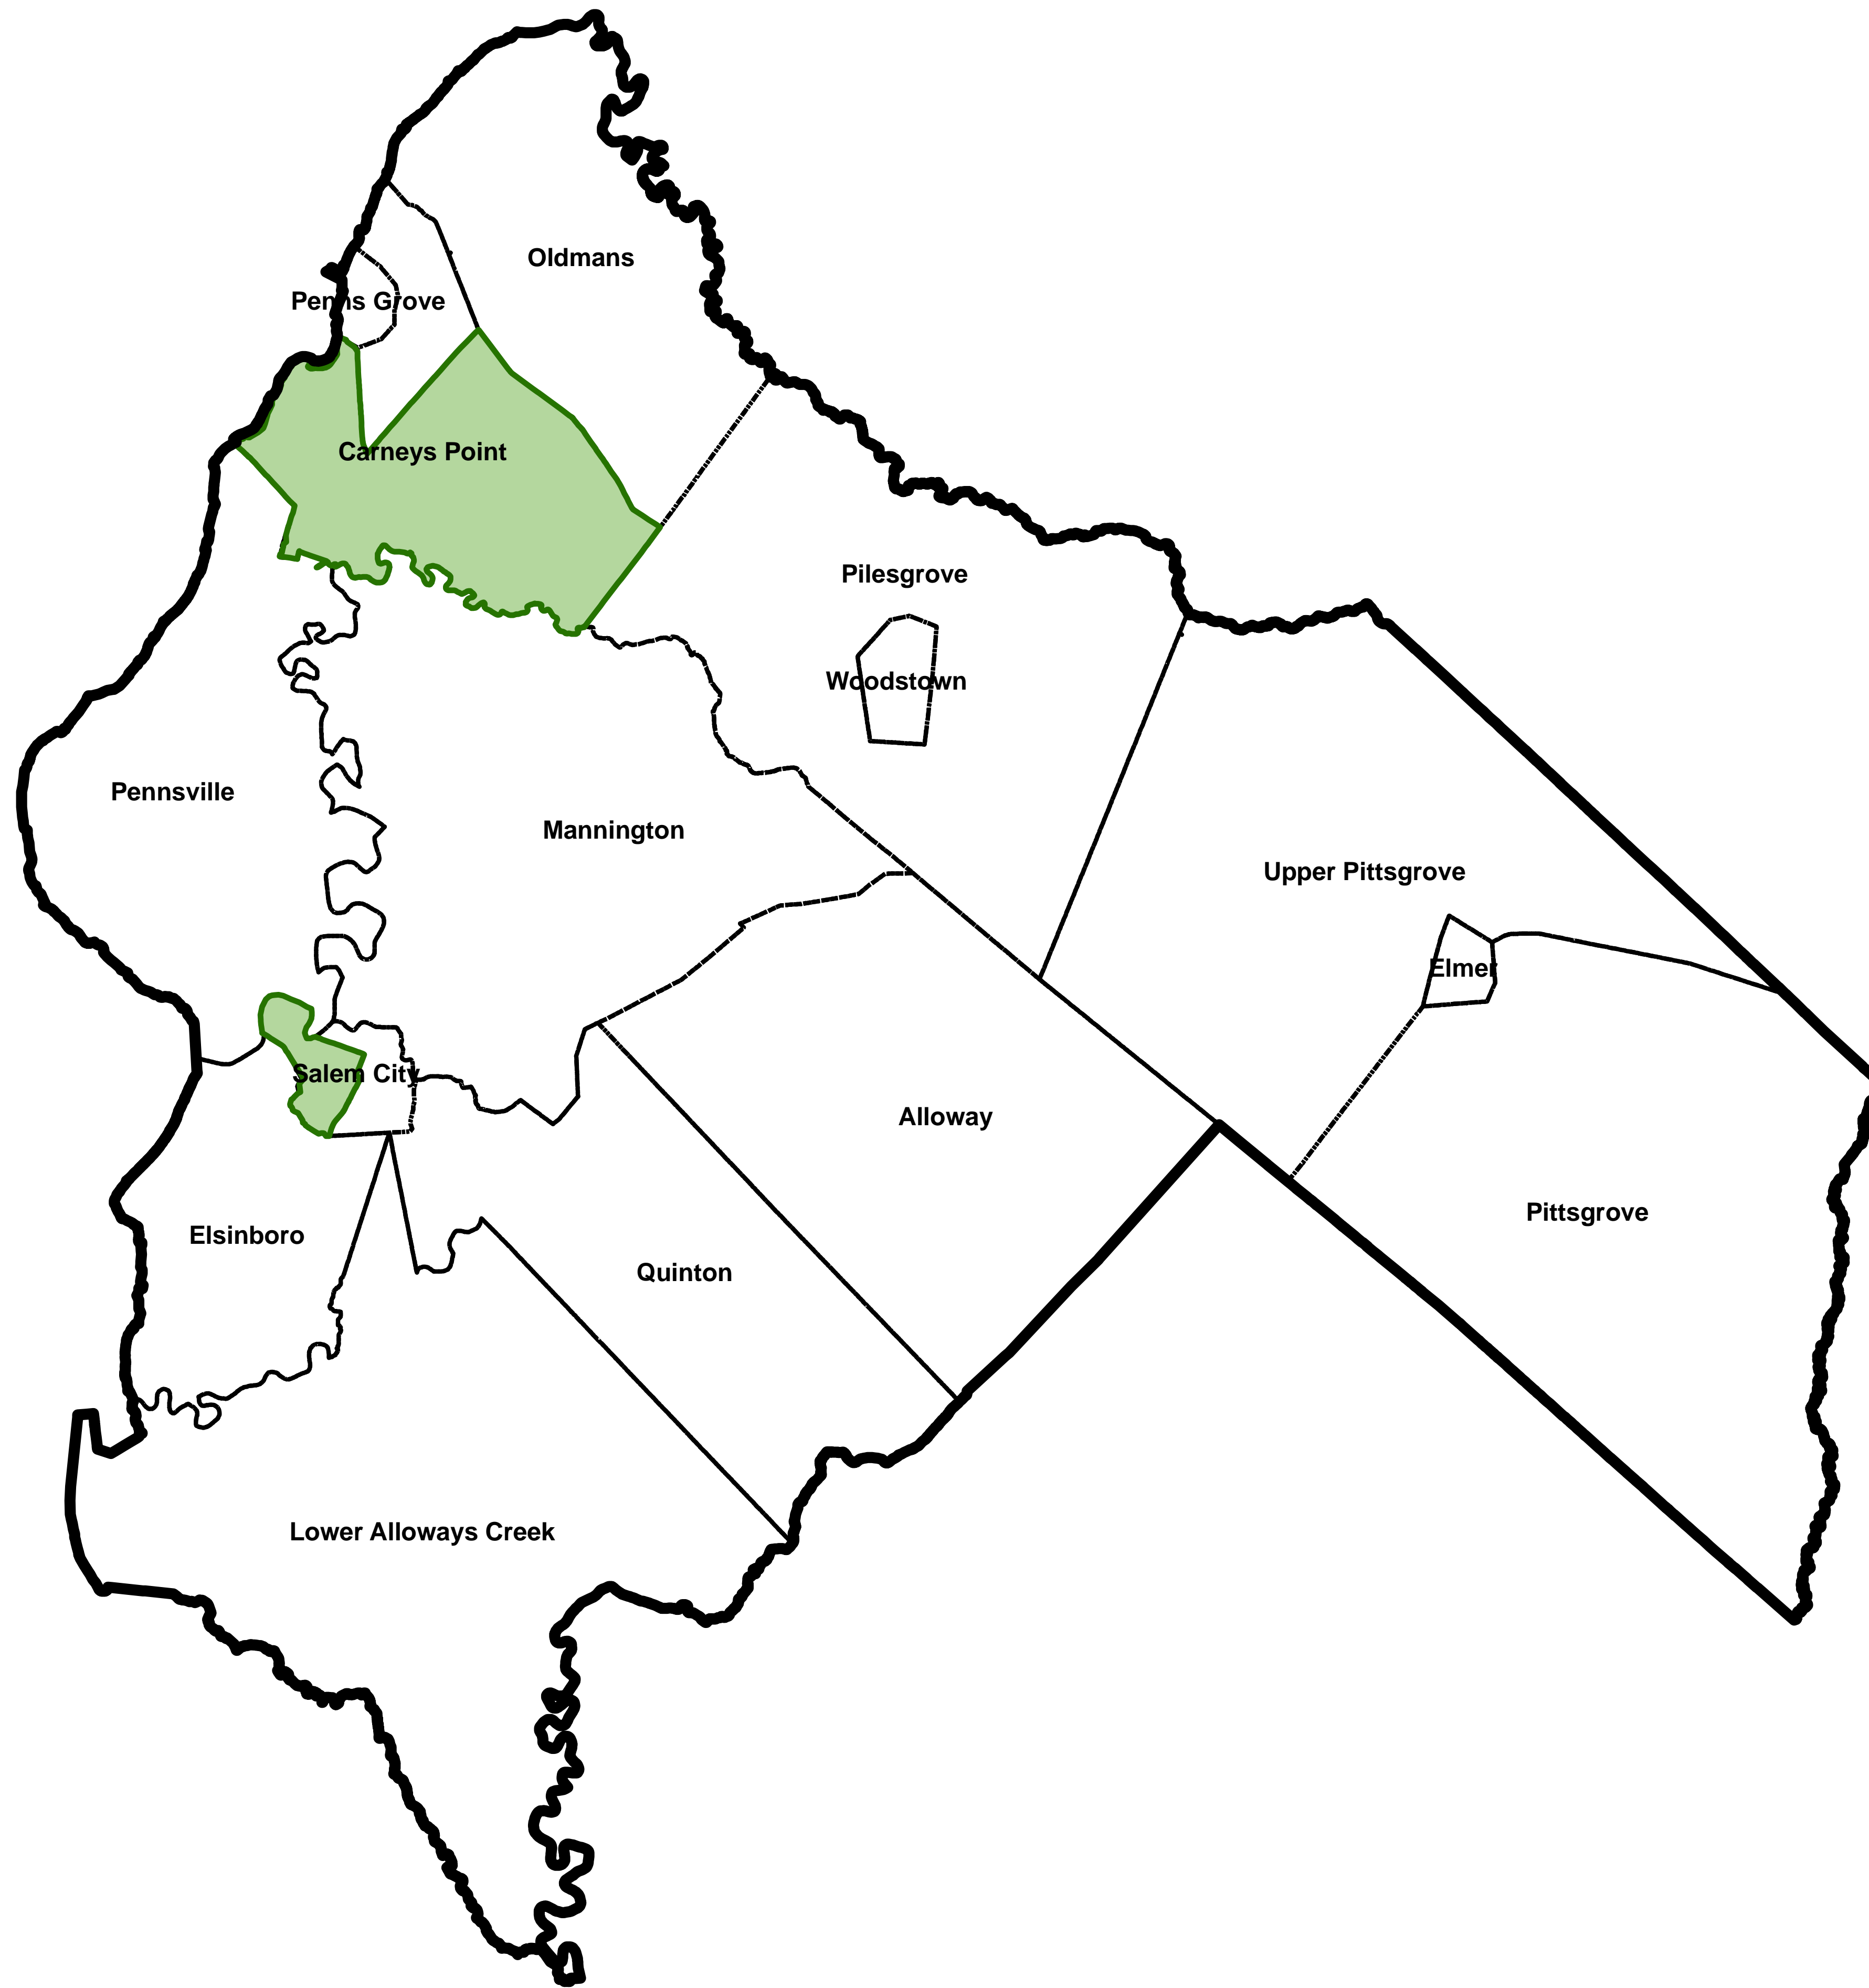 Oldmans
Penns Grove
Carneys Point
Pilesgrove
Woodstown
Pennsville
Mannington
Upper Pittsgrove
Elmer
Salem City
Alloway
Pittsgrove
Elsinboro
Quinton
Lower Alloways Creek